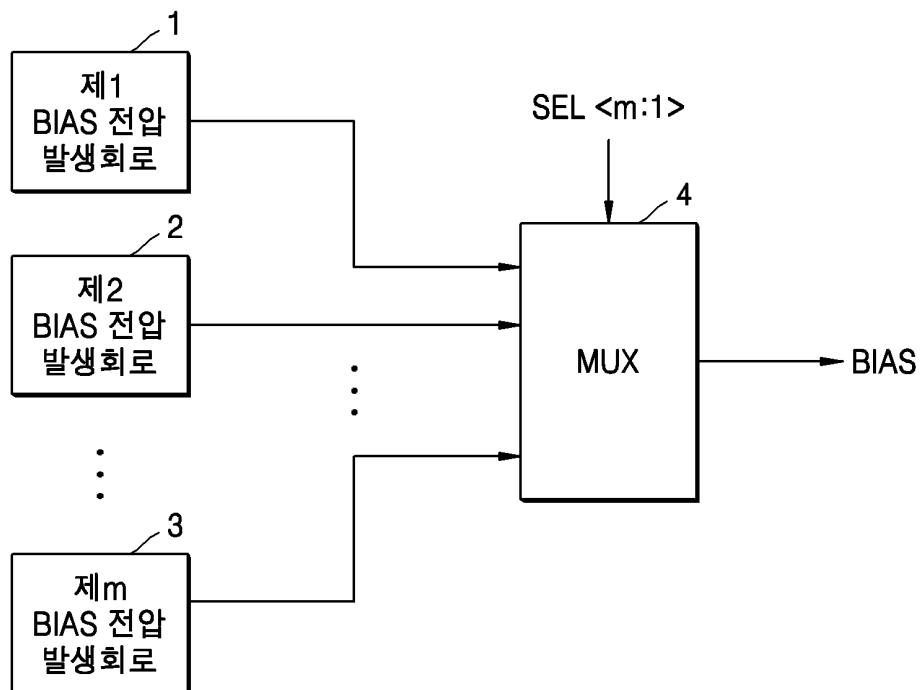 1
제1
BIAS 전압
발생회로
SEL <m:1>
4
2
제2
BIAS 전압
발생회로
MUX
BIAS
3
제m
BIAS 전압
발생회로